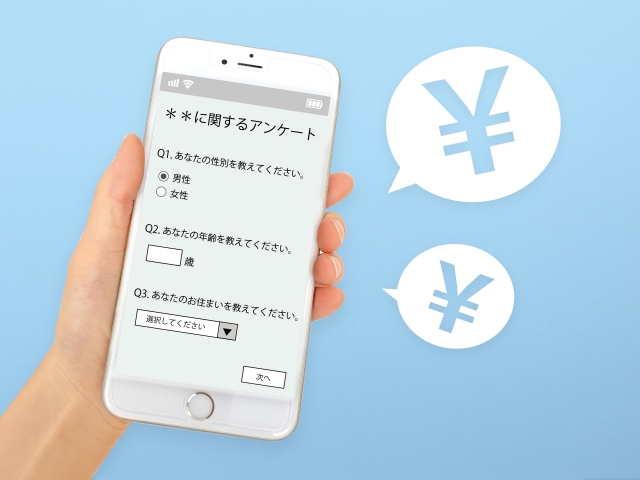 **に関するアンケート
Q1. あなたの性別を教えてください。
男性
女性
Q2. あなたの年齢を教えてください。
歳
Q3. あなたのお住まいを教えてください。
選択してください
次へ
¥
¥